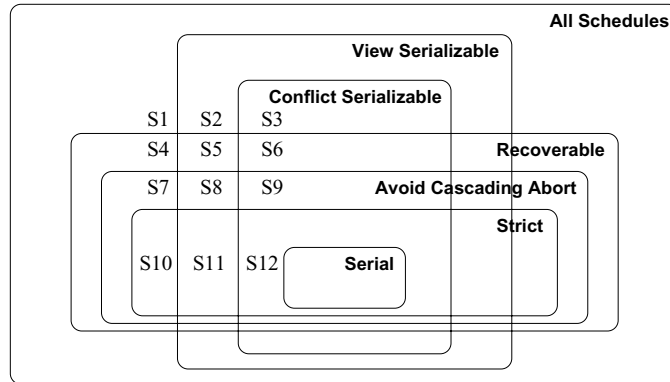 All Schedules
View Serializable
Conflict Serializable
S1 S2 S3
S4 S5 S6 Recoverable
S7 S8 S9 Avoid Cascading Abort
Strict
S10 S11 S12 Serial